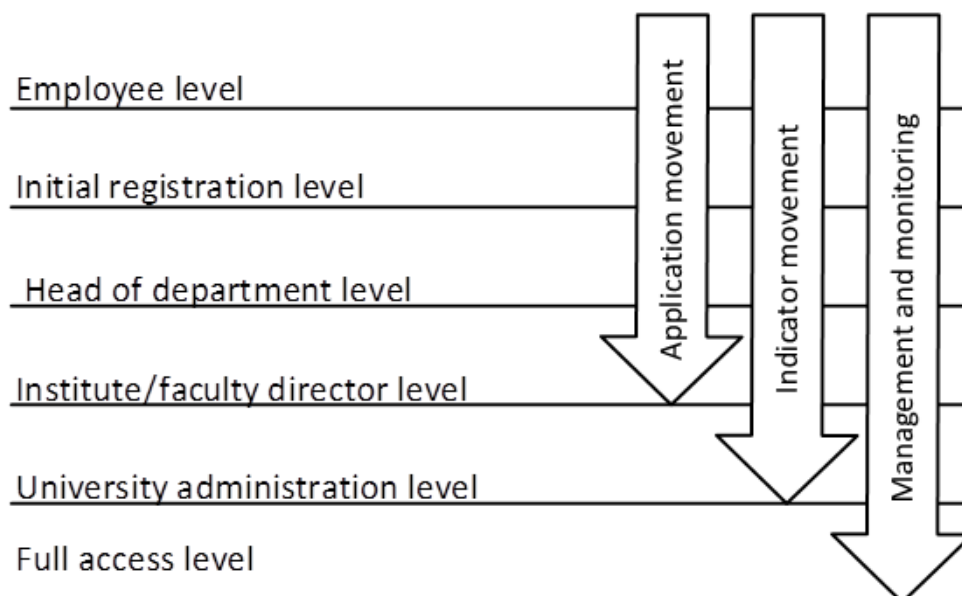 Employee level
Initial registration level
Head of department level
Institute/faculty director level
University administration level
Full access level
Application movement
Indicator movement
Management and monitoring